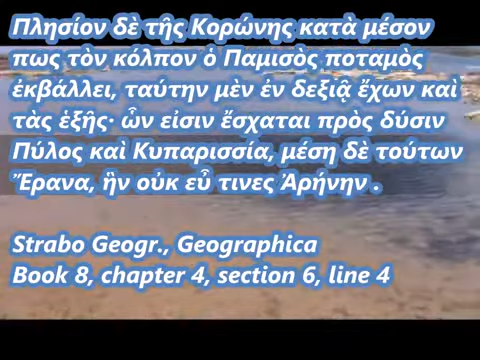 Πλησίον δὲ τῆς Κορώνης κατὰ μέσον
πως τὸν κόλπον ὁ Παμισὸς ποταμὸς
ἐκβάλλει, ταύτην μὲν ἐν δεξιᾷ ἔχων καὶ
τὰς ἑξῆς· ὧν εἰσιν ἔσχαται πρὸς δύσιν
Πύλος καὶ Κυπαρισσία, μέση δὲ τούτων
Ἔρανα, ἣν οὐκ εὖ τινες Ἀρήνην .
Strabo Geogr., Geographica
Book 8, chapter 4, section 6, line 4